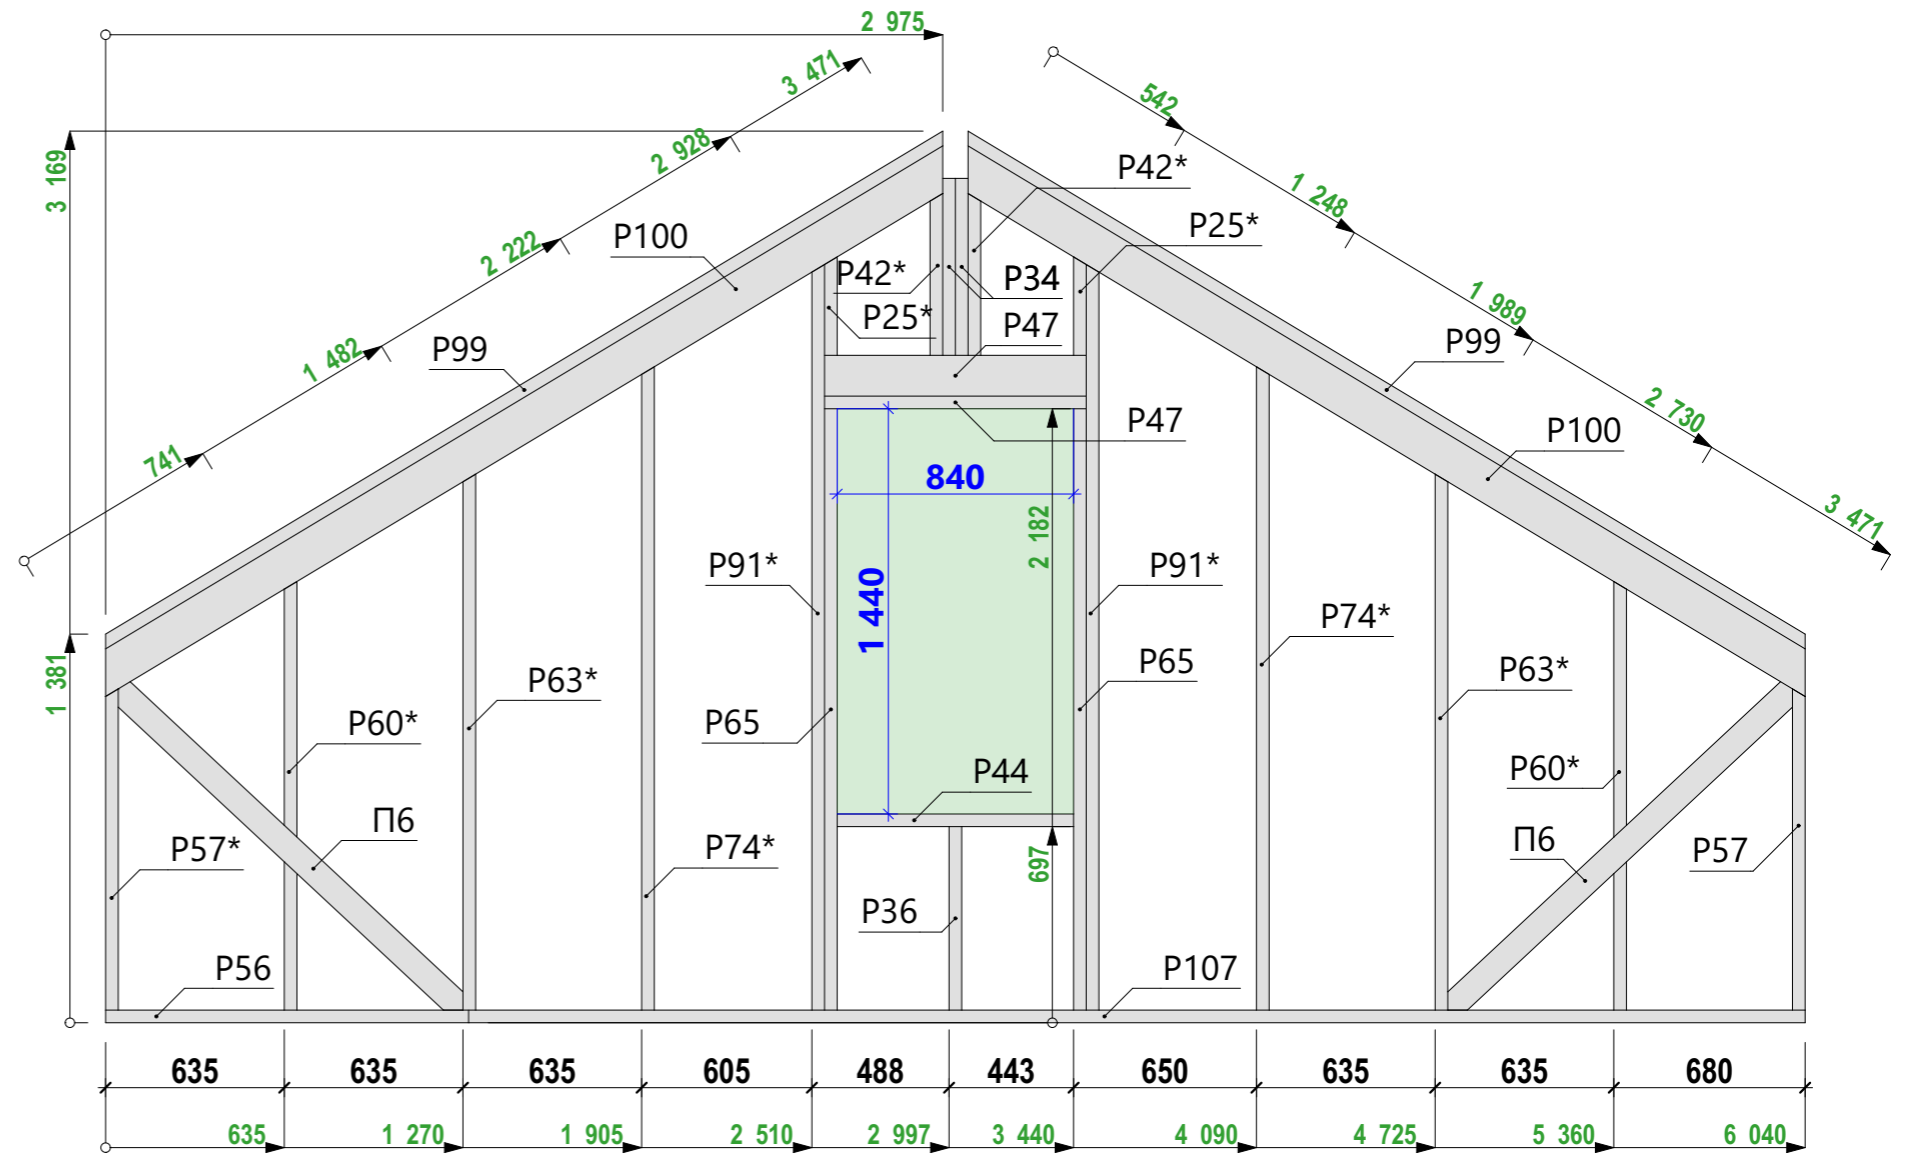 2 975
3 471
542
2 928
3 169
P42*
1 248
P25*
2 222
P100
P42*
P34
1 989
P25*
P47
P99
1 482
P99
2 730
P47
P100
741
840
3 471
2 182
P91*
P91*
1 440
P74*
1 381
P63*
P65
P63*
P60*
P65
P44
P60*
П6
P57*
P74*
697
П6
P57
P36
P56
P107
635 635 635 605 488 443 650 635 635 680
635 1 270 1 905 2 510 2 997 3 440 4 090 4 725 5 360 6 040